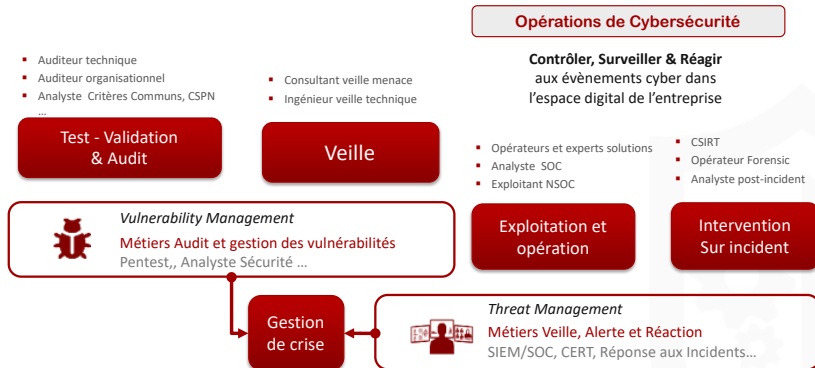 Opérations de Cybersécurité
Contrôler, Surveiller & Réagir
aux évènements cyber dans
l'espace digital de l'entreprise
▪ Auditeur technique
▪ Auditeur organisationnel
▪ Analyste Critères Communs, CSPN
…
Test - Validation
& Audit
▪ Consultant veille menace
▪ Ingénieur veille technique
Veille
▪ Opérateurs et experts solutions
▪ Analyste SOC
▪ Exploitant NSOC
Exploitation et
opération
▪ CSIRT
▪ Opérateur Forensic
▪ Analyste post-incident
Intervention
Sur incident
Vulnerability Management
Métiers Audit et gestion des vulnérabilités
Pentest,, Analyste Sécurité …
Gestion
de crise
Threat Management
Métiers Veille, Alerte et Réaction
SIEM/SOC, CERT, Réponse aux Incidents…